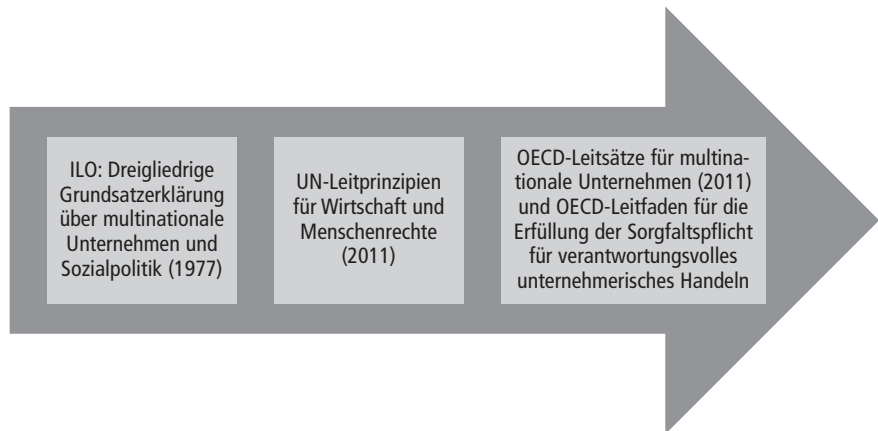 ILO: Dreigliedrige
Grundsatzerklärung
über multinationale
Unternehmen und
Sozialpolitik (1977)
UN-Leitprinzipien
für Wirtschaft und
Menschenrechte
(2011)
OECD-Leitsätze für multina-
tionale Unternehmen (2011)
und OECD-Leitfaden für die
Erfüllung der Sorgfaltspflicht
für verantwortungsvolles
unternehmerisches Handeln